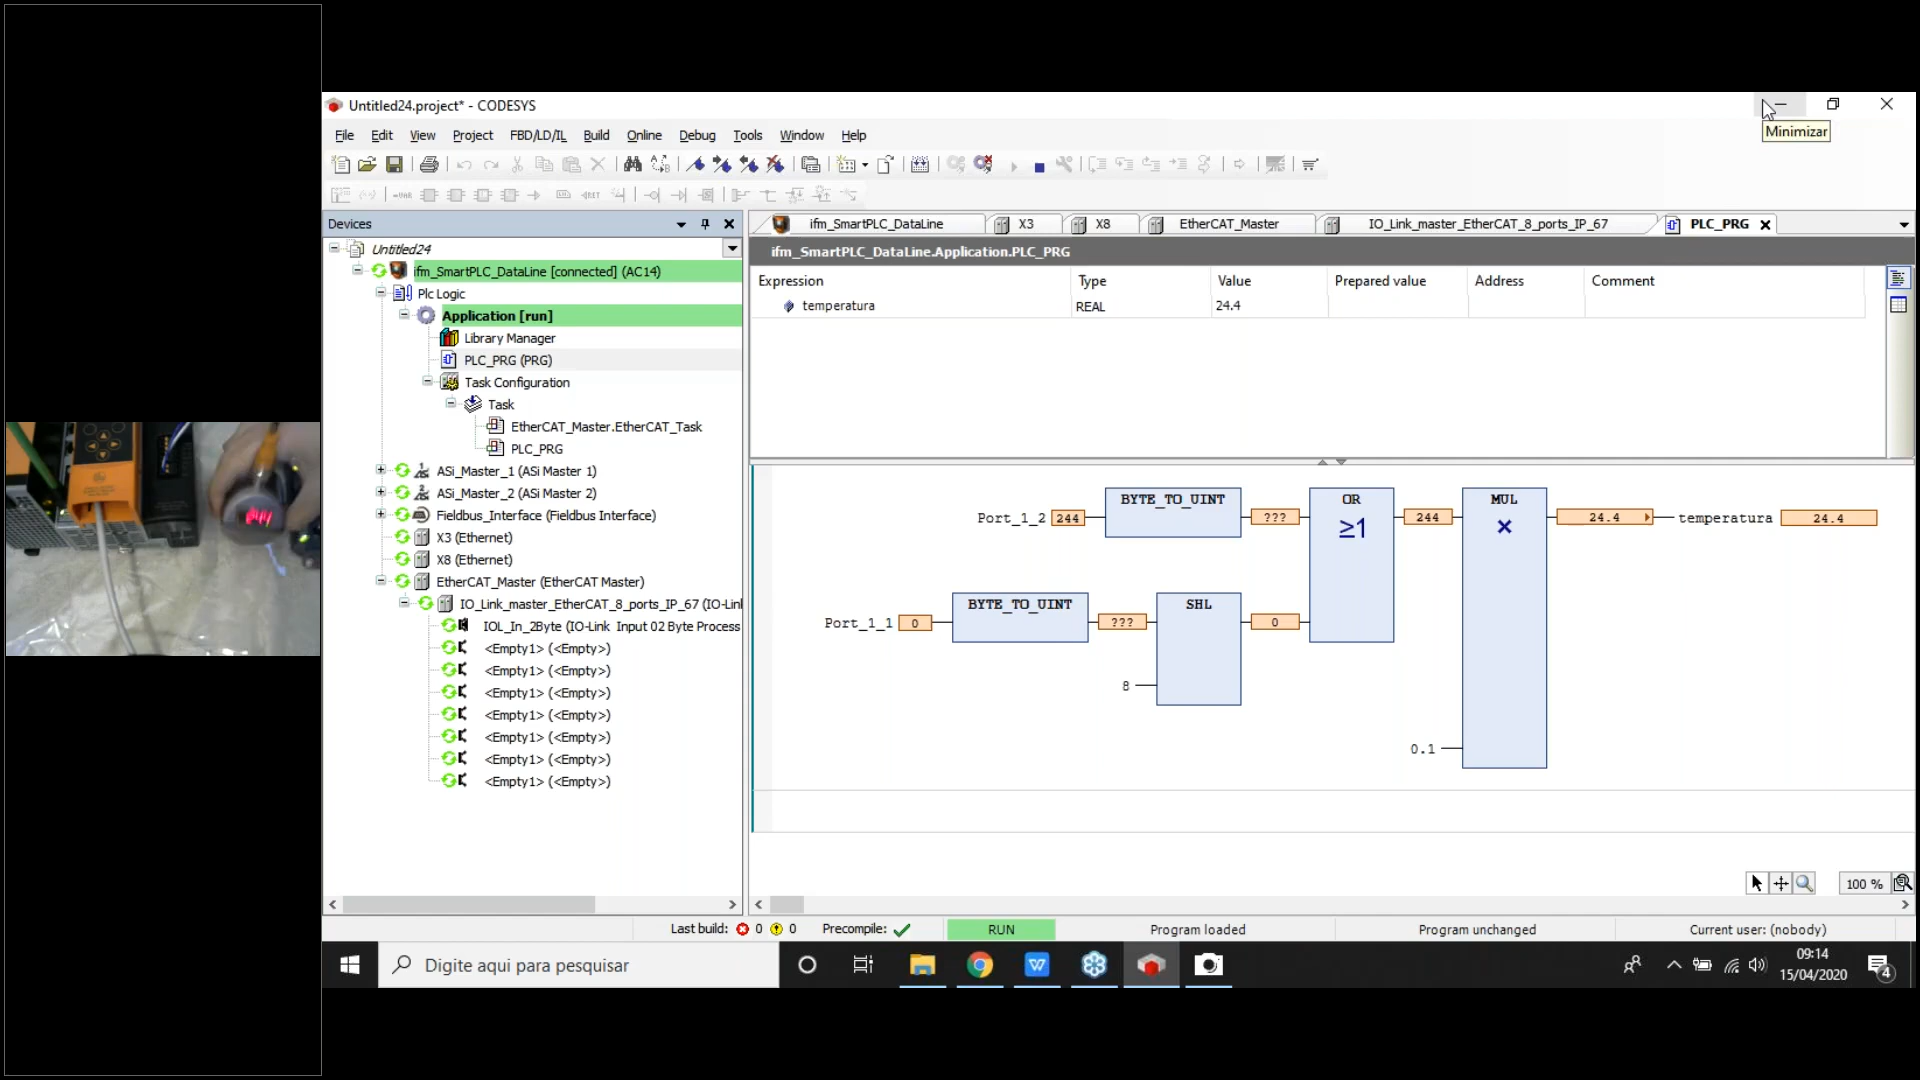 Untitled24.project* - CODESYS
Minimizar
File Edit View Project FBD/LD/IL Build Online Debug Tools Window Help
Devices
Untitled24
ifm_SmartPLC_DataLine [connected] (AC14)
Plc Logic
Application [run]
Library Manager
PLC_PRG (PRG)
Task Configuration
Task
EtherCAT_Master.EtherCAT_Task
PLC_PRG
ASi_Master_1 (ASi Master 1)
ASi_Master_2 (ASi Master 2)
Fieldbus_Interface (Fieldbus Interface)
X3 (Ethernet)
X8 (Ethernet)
EtherCAT_Master (EtherCAT Master)
IO_Link_master_EtherCAT_8_ports_IP_67 (IO-Link
IOL_In_2Byte (IO-Link Input 02 Byte Process
<Empty1> (<Empty>)
<Empty1> (<Empty>)
<Empty1> (<Empty>)
<Empty1> (<Empty>)
<Empty1> (<Empty>)
<Empty1> (<Empty>)
<Empty1> (<Empty>)
ifm_SmartPLC_DataLine X3 X8 EtherCAT_Master IO_Link_master_EtherCAT_8_ports_IP_67 PLC_PRG
ifm_SmartPLC_DataLine.Application.PLC_PRG
Expression Type Value Prepared value Address Comment
temperatura REAL 24.4
BYTE_TO_UINT OR MUL
Port_1_2 244 ??? ≥1 244 × 24.4 temperatura 24.4
BYTE_TO_UINT SHL
Port_1_1 0 ??? 0
8
0.1
100 %
Last build: 0 0 Precompile: RUN Program loaded Program unchanged Current user: (nobody)
Digite aqui para pesquisar
09:14
15/04/2020
4